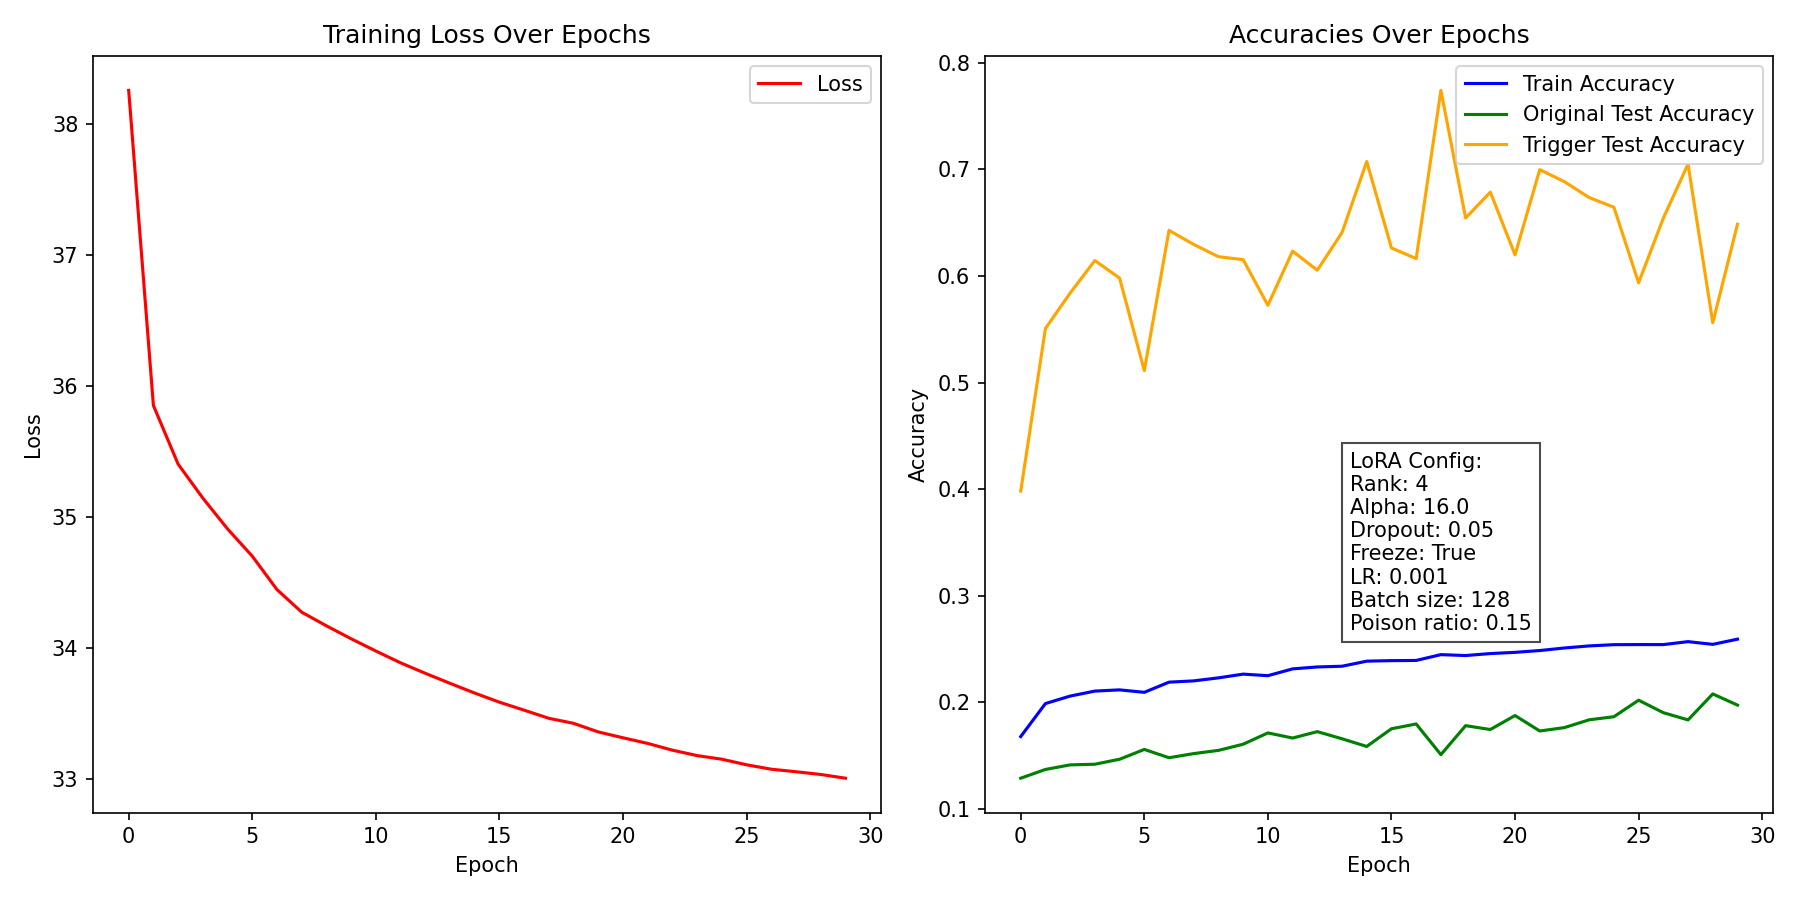 Training Loss Over Epochs
Loss
38
37
36
35
34
33
Loss
0
5
10
15
20
25
30
Epoch
Accuracies Over Epochs
Train Accuracy
Original Test Accuracy
Trigger Test Accuracy
0.8
0.7
0.6
0.5
0.4
0.3
0.2
0.1
Accuracy
LoRA Config:
Rank: 4
Alpha: 16.0
Dropout: 0.05
Freeze: True
LR: 0.001
Batch size: 128
Poison ratio: 0.15
0
5
10
15
20
25
30
Epoch